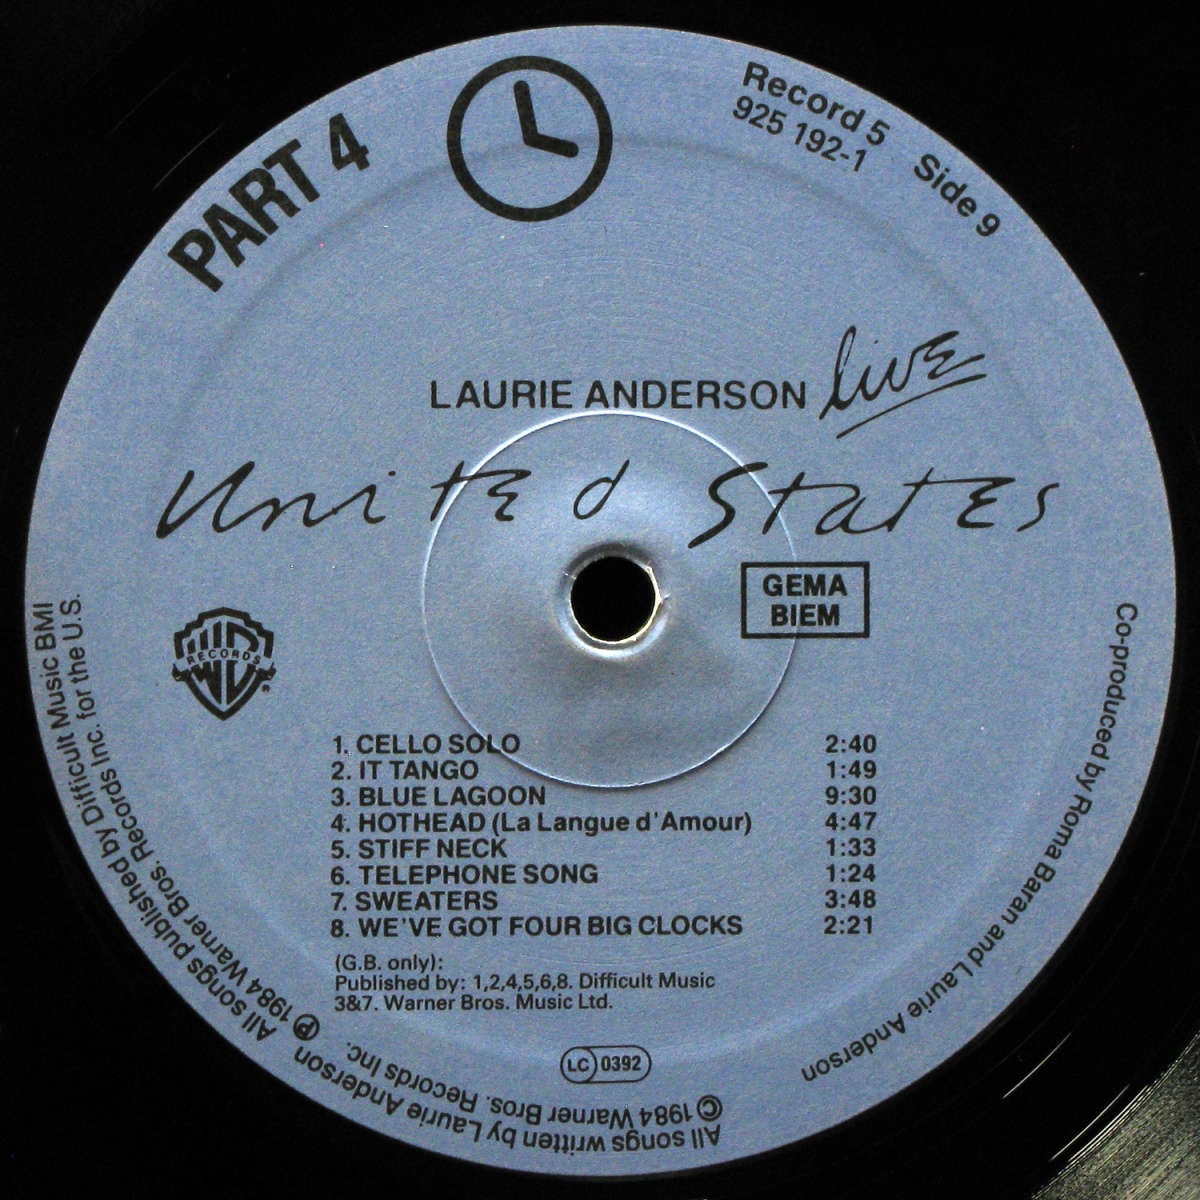 PART 4
Record 5 Side 9
925 192-1
LAURIE ANDERSON live
United States
GEMA
BIEM
W
RECORDS
®
1. CELLO SOLO 2:40
2. IT TANGO 1:49
3. BLUE LAGOON 9:30
4. HOTHEAD (La Langue d'Amour) 4:47
5. STIFF NECK 1:33
6. TELEPHONE SONG 1:24
7. SWEATERS 3:48
8. WE'VE GOT FOUR BIG CLOCKS 2:21
(G.B. only):
Published by: 1,2,4,5,6,8. Difficult Music
3&7. Warner Bros. Music Ltd.
LC 0392
Co-produced by Roma Baran and Laurie Anderson
All songs written by Laurie Anderson All songs published by Difficult Music BMI
© 1984 Warner Bros. Records Inc. ℗ 1984 Warner Bros. Records Inc. for the U.S.